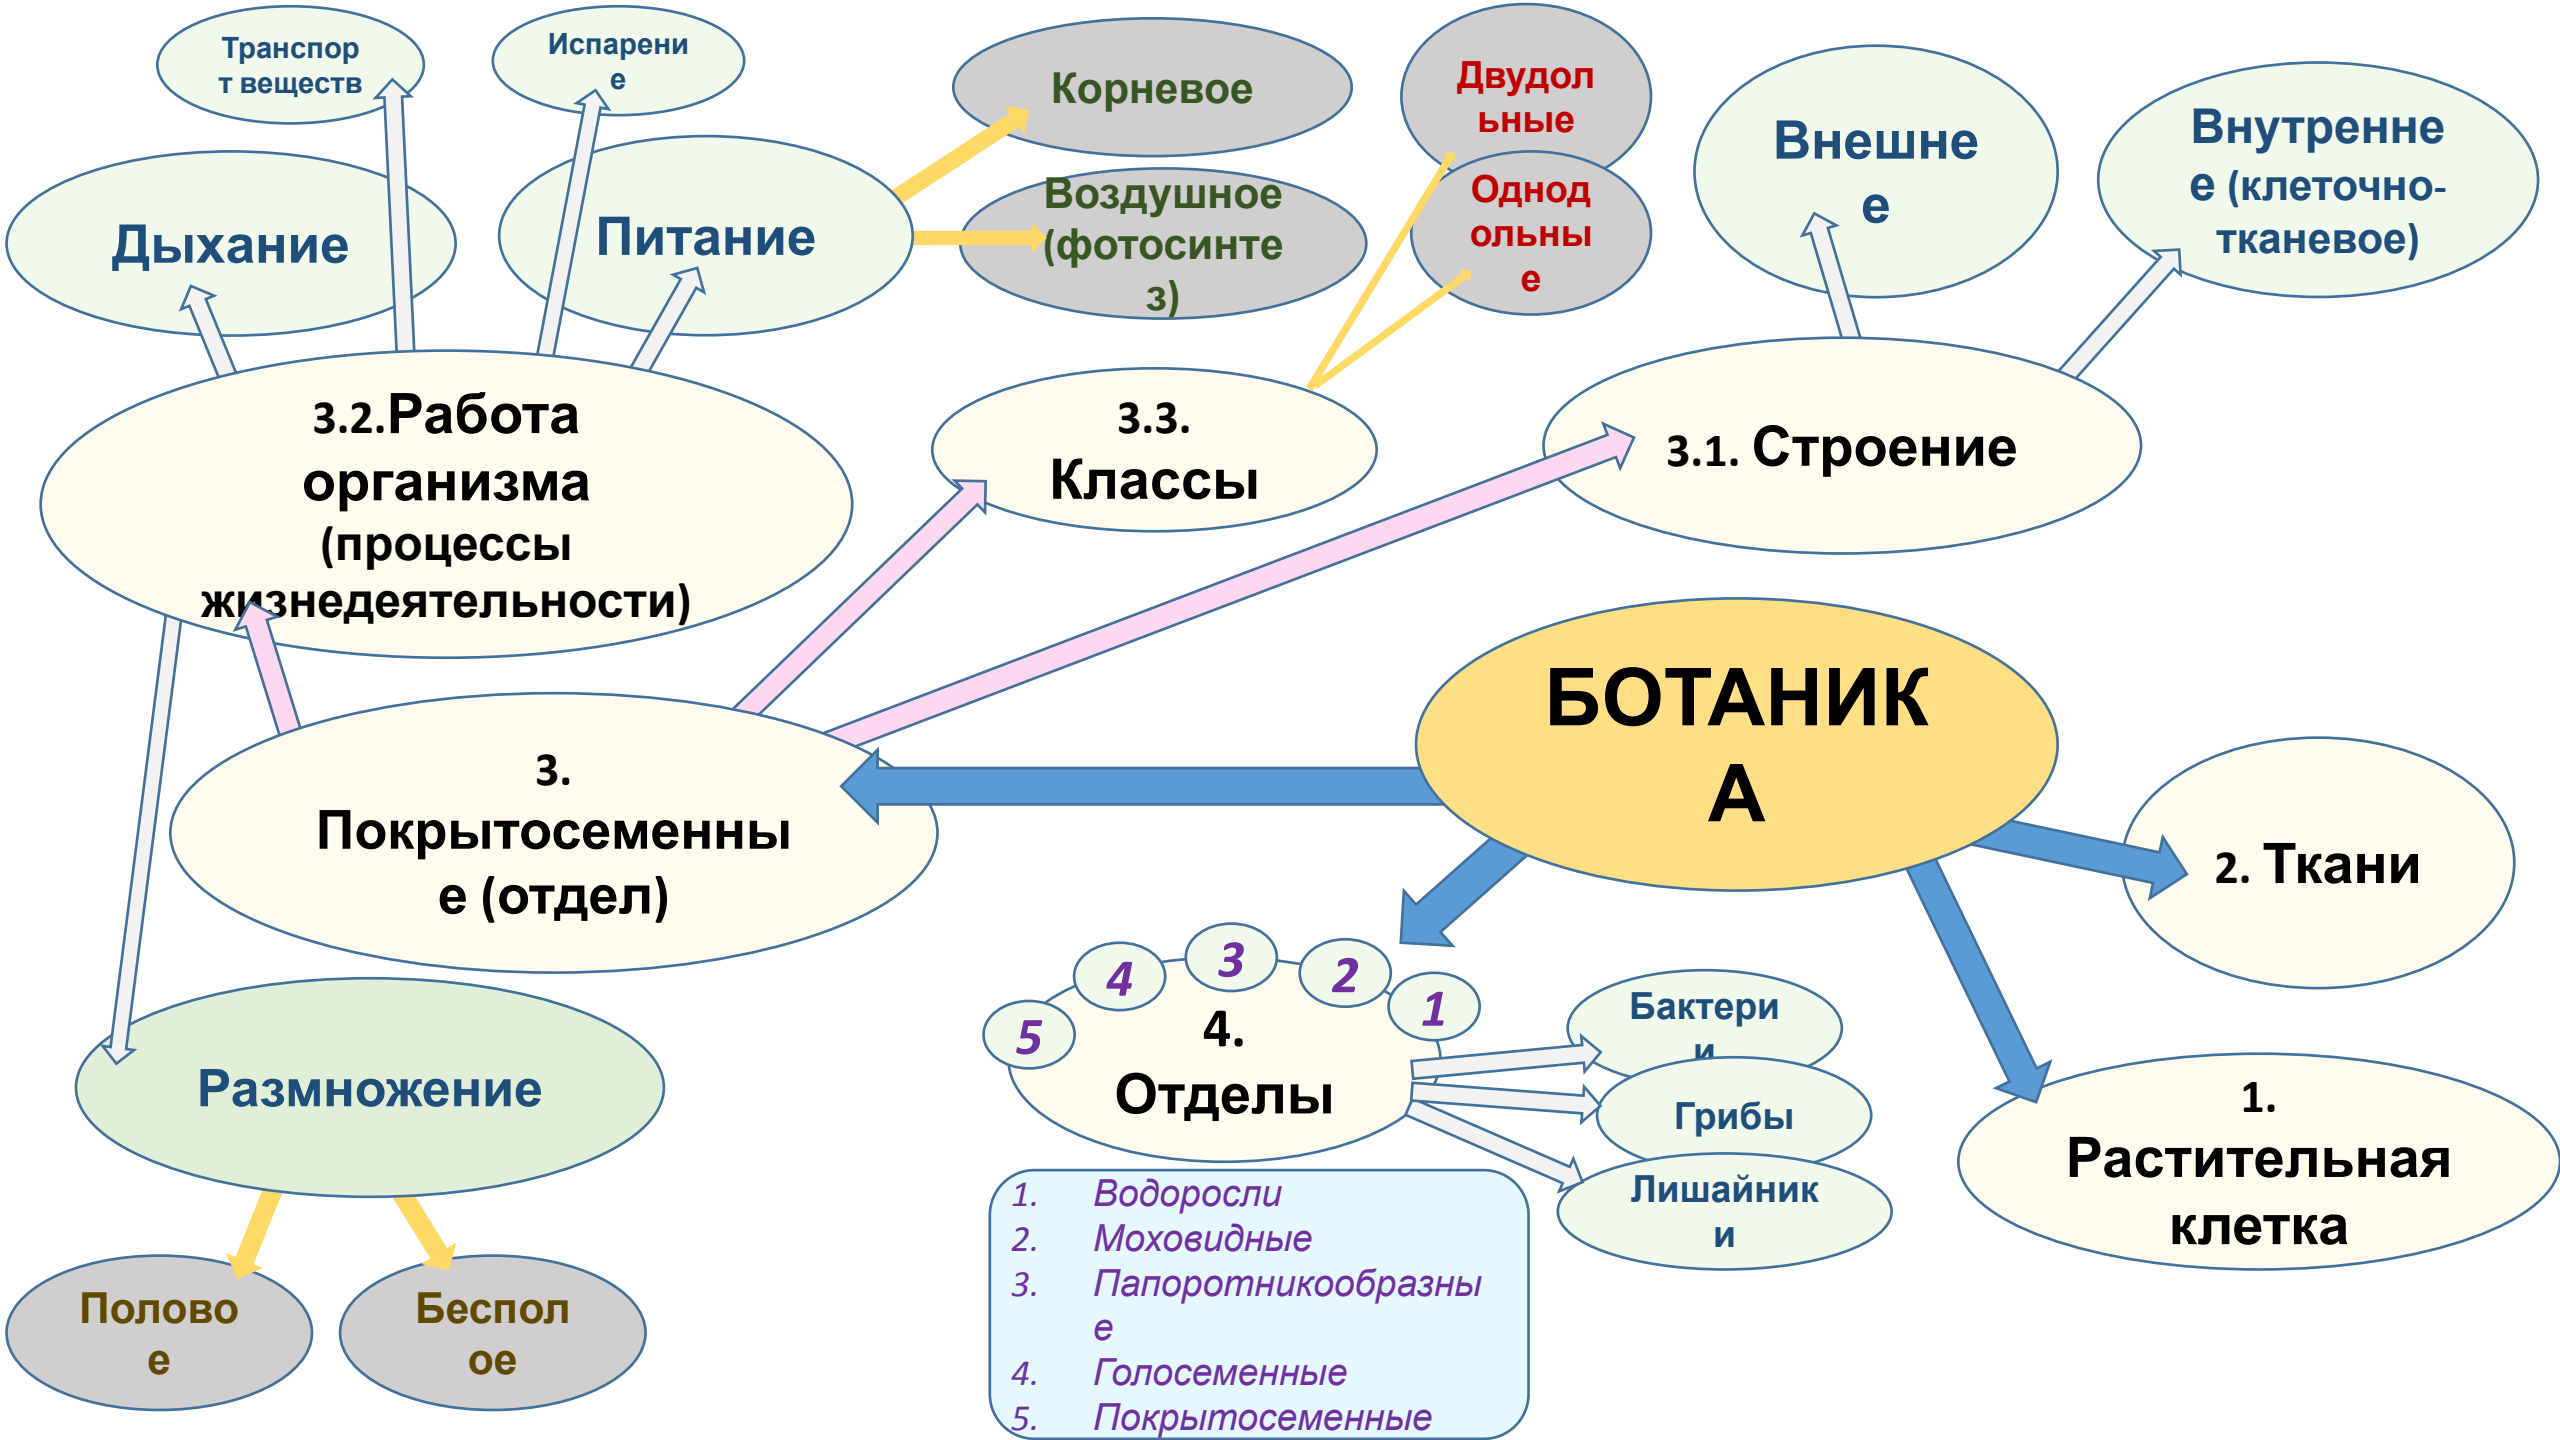 Транспор
т веществ
Испарени
е
Корневое
Двудол
ьные
Внешне
е
Внутренне
е (клеточно-
тканевое)
Дыхание
Питание
Воздушное
(фотосинте
з)
Однод
ольны
е
3.2.Работа
организма
(процессы
жизнедеятельности)
3.3.
Классы
3.1. Строение
БОТАНИК
А
3.
Покрытосеменны
е (отдел)
2. Ткани
5
4
3
2
1
4.
Отделы
Бактери
и
Грибы
Лишайник
и
1.
Растительная
клетка
Размножение
Полово
е
Беспол
ое
1. Водоросли
2. Моховидные
3. Папоротникообразны
е
4. Голосеменные
5. Покрытосеменные